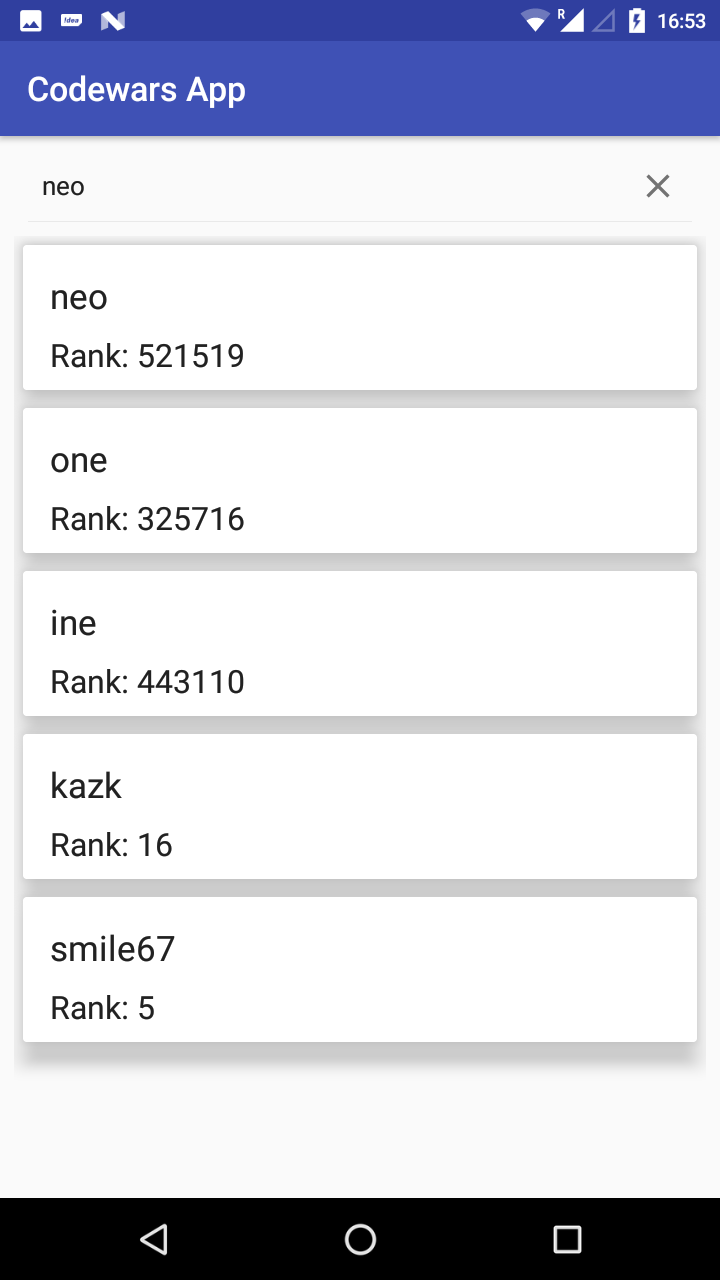 Idea R 16:53
Codewars App
neo
neo
Rank: 521519
one
Rank: 325716
ine
Rank: 443110
kazk
Rank: 16
smile67
Rank: 5